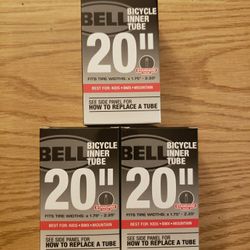 BELL
BICYCLE
INNER
TUBE
20"
FITS TIRE WIDTHS: x 1.75" - 2.25"
BEST FOR: KIDS • BMX • MOUNTAIN
SEE SIDE PANEL FOR
HOW TO REPLACE A TUBE
BELL
BICYCLE
INNER
TUBE
20"
FITS TIRE WIDTHS: x 1.75" - 2.25"
BEST FOR: KIDS • BMX • MOUNTAIN
SEE SIDE PANEL FOR
HOW TO REPLACE A TUBE
BELL
BICYCLE
INNER
TUBE
20"
FITS TIRE WIDTHS: x 1.75" - 2.25"
BEST FOR: KIDS • BMX • MOUNTAIN
SEE SIDE PANEL FOR
HOW TO REPLACE A TUBE